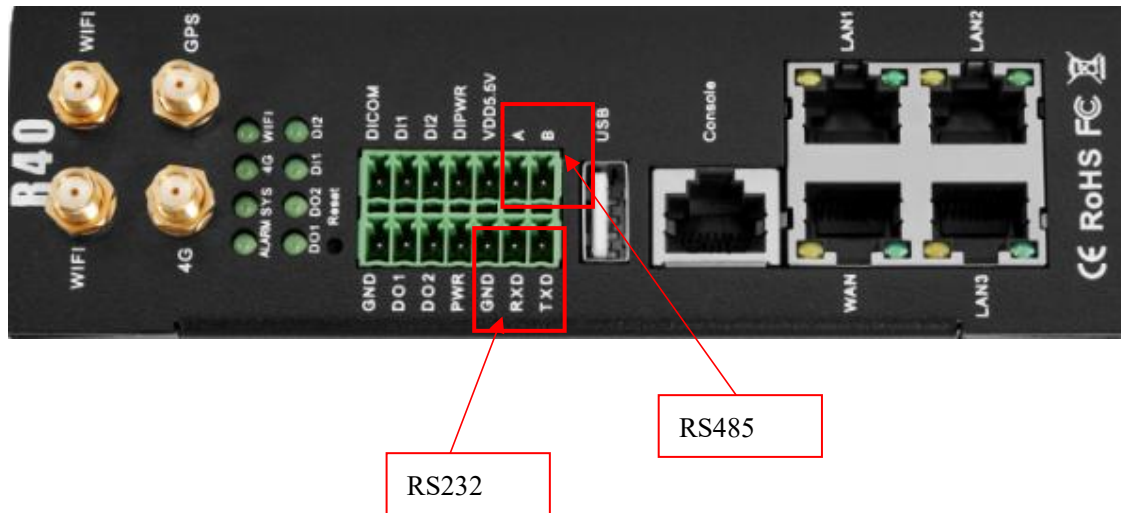 WIFI
GPS
R40
WIFI
4G
WIFI
4G
SYS
ALARM
DI2
DI1
DO2
DO1
Reset
DICOM
DI1
DI2
DIPWR
VDD5.5V
A
B
GND
DO1
DO2
PWR
GND
RXD
TXD
USB
Console
LAN1
LAN2
WAN
LAN3
CE RoHS FC
RS485
RS232